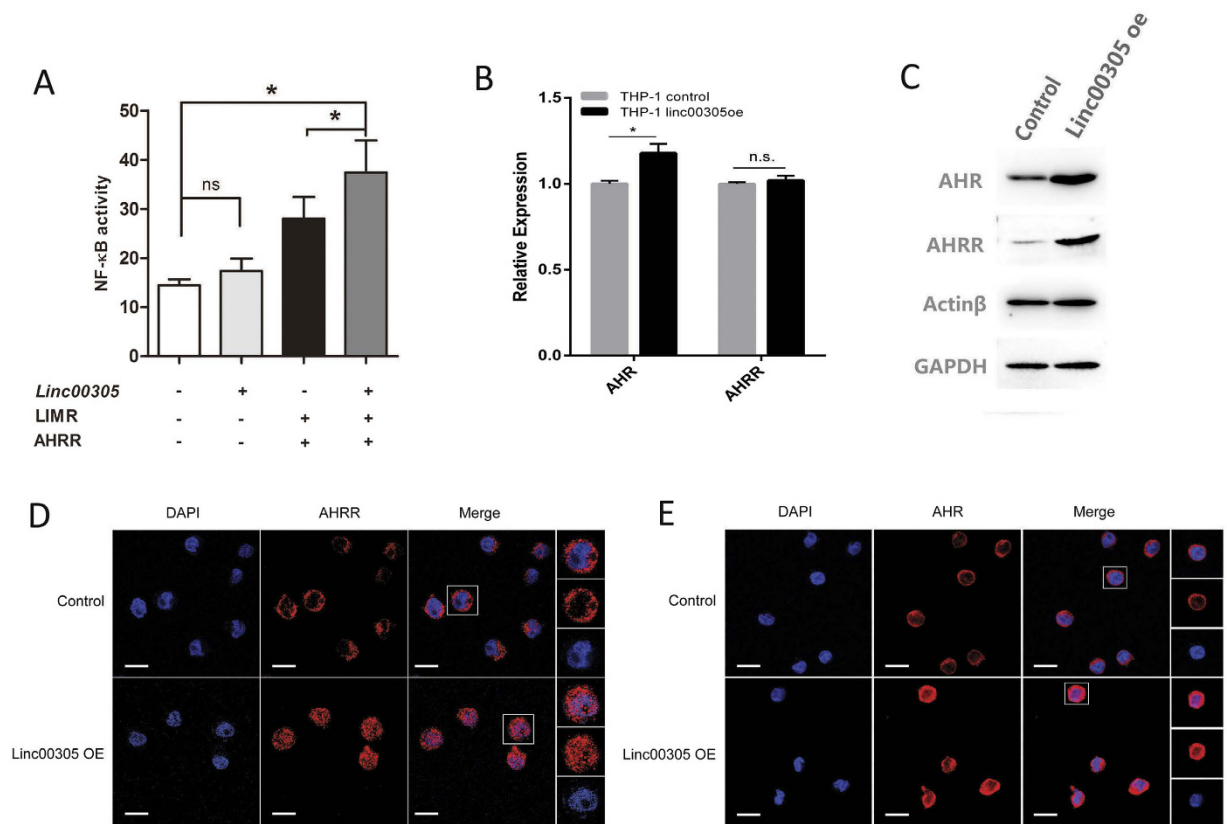 A
NF-κB activity
50
40
30
20
10
0
*
*
ns
Linc00305 - + - +
LIMR - - + +
AHRR - - + +
B
THP-1 control
THP-1 linc00305oe
Relative Expression
1.5
1.0
0.5
0.0
*
n.s.
AHR
AHRR
C
Control
Linc00305 oe
AHR
AHRR
Actinβ
GAPDH
D
DAPI AHRR Merge
Control
Linc00305 OE
E
DAPI AHR Merge
Control
Linc00305 OE